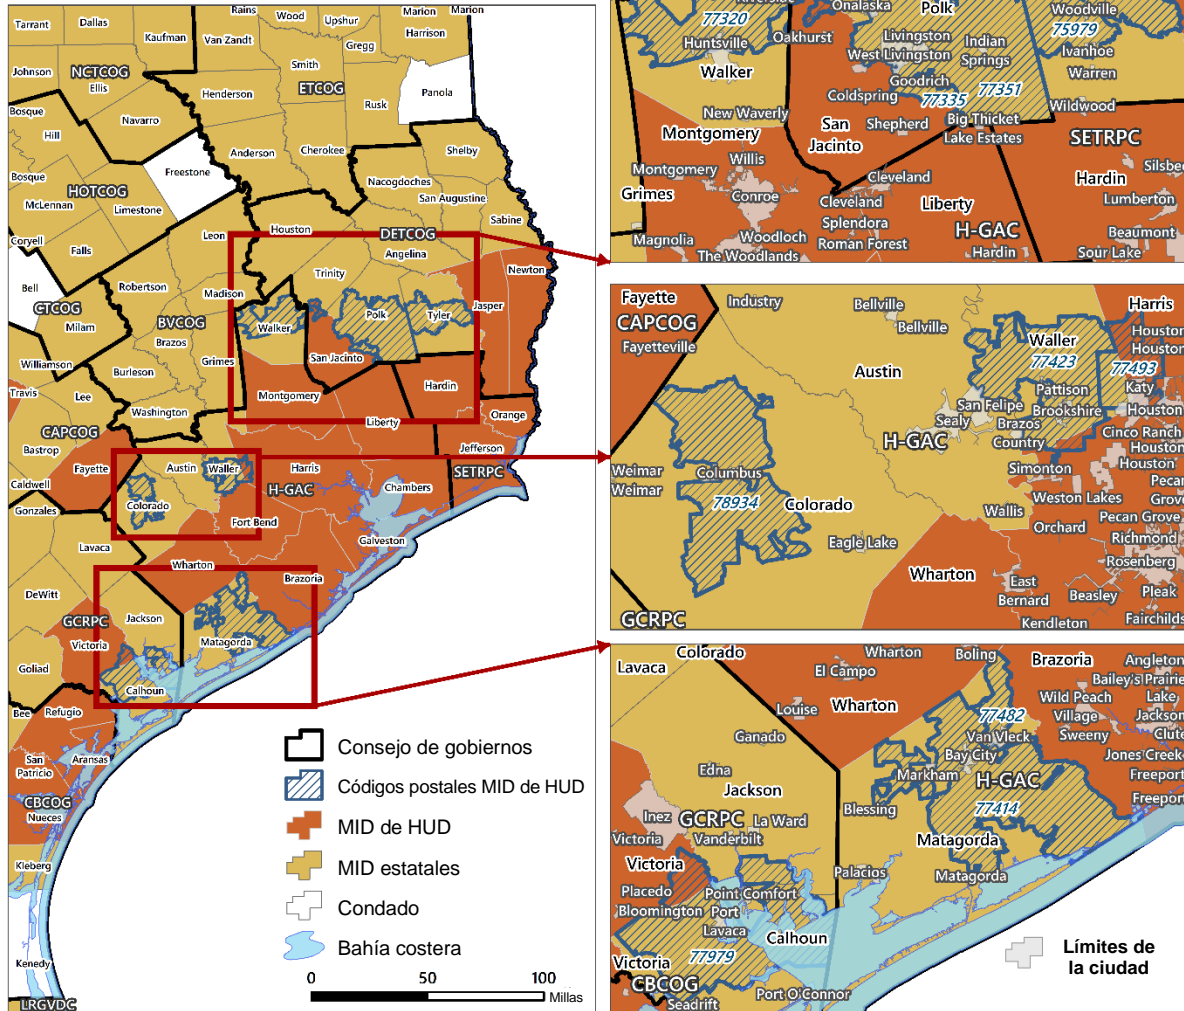 Rains
Marion
Marion
Tarrant
Dallas
Wood
Upshur
Harrison
Kaufman
Van Zandt
Gregg
Johnson
NCTCOG
Ellis
Smith
ETCOG
Panola
Henderson
Rusk
Bosque
Navarro
Hill
Anderson
Cherokee
Shelby
Freestone
Bosque
HOTCOG
Nacogdoches
McLennan
Limestone
San Augustine
Sabine
Coryell
Falls
Leon
Houston
DETCOG
Angelina
Bell
Robertson
Madison
Trinity
Newton
CTCOG
Milam
BVCOG
Walker
Polk
Tyler
Jasper
Brazos
Williamson
Burleson
Grimes
San Jacinto
Travis
Lee
Montgomery
Hardin
Washington
Liberty
Orange
CAPCOG
Bastrop
Jefferson
Fayette
Austin
Waller
Harris
SETRPC
Caldwell
H-GAC
Chambers
Gonzales
Colorado
Fort Bend
Lavaca
Galveston
Wharton
Brazoria
DeWitt
Jackson
GCRPC
Victoria
Matagorda
Goliad
Calhoun
Bee
Refugio
San
Patricio
Aransas
CBCOG
Nueces
Kleberg
Kenedy
LRGVDC
Consejo de gobiernos
Códigos postales MID de HUD
MID de HUD
MID estatales
Condado
Bahía costera
0
50
100
Millas
Riverside
Onalaska
Polk
Woodville
77320
75979
Huntsville
Oakhurst
Livingston
West Livingston
Indian
Springs
Ivanhoe
Walker
Goodrich
Warren
Coldspring
77335
77351
New Waverly
Wildwood
Montgomery
San
Jacinto
Shepherd
Big Thicket
Lake Estates
SETRPC
Willis
Montgomery
Cleveland
Silsbee
Hardin
Grimes
Conroe
Cleveland
Liberty
Lumberton
Splendora
Magnolia
Woodloch
Roman Forest
H-GAC
Beaumont
The Woodlands
Hardin
Sour Lake
Fayette
Industry
Bellville
Harris
CAPCOG
Bellville
Houston
Fayetteville
Waller
Houston
77423
77493
Austin
Pattison
Katy
San Felipe
Brookshire
Houston
Sealy
Brazos
Country
Cinco Ranch
H-GAC
Houston
Weimar
Columbus
Simonton
Houston
Weimar
Pecan
Grove
78934
Colorado
Weston Lakes
Wallis
Pecan Grove
Orchard
Richmond
Eagle Lake
Rosenberg
Wharton
East
Bernard
Beasley
Pleak
GCRPC
Kendleton
Fairchilds
Lavaca
Colorado
Wharton
Boling
Brazoria
Angleton
El Campo
Bailey's Prairie
Wharton
Wild Peach
Village
Lake
Jackson
Louise
77482
Ganado
Van Vleck
Sweeny
Clute
Bay City
Jones Creek
Edna
Markham
H-GAC
Freeport
Jackson
Freeport
Inez
GCRPC
La Ward
Blessing
77414
Victoria
Vanderbilt
Matagorda
Victoria
Palacios
Matagorda
Placedo
Point Comfort
Bloomington
Port
Lavaca
Calhoun
Victoria
77979
CBCOG
Port O'Connor
Seadrift
Límites de
la ciudad